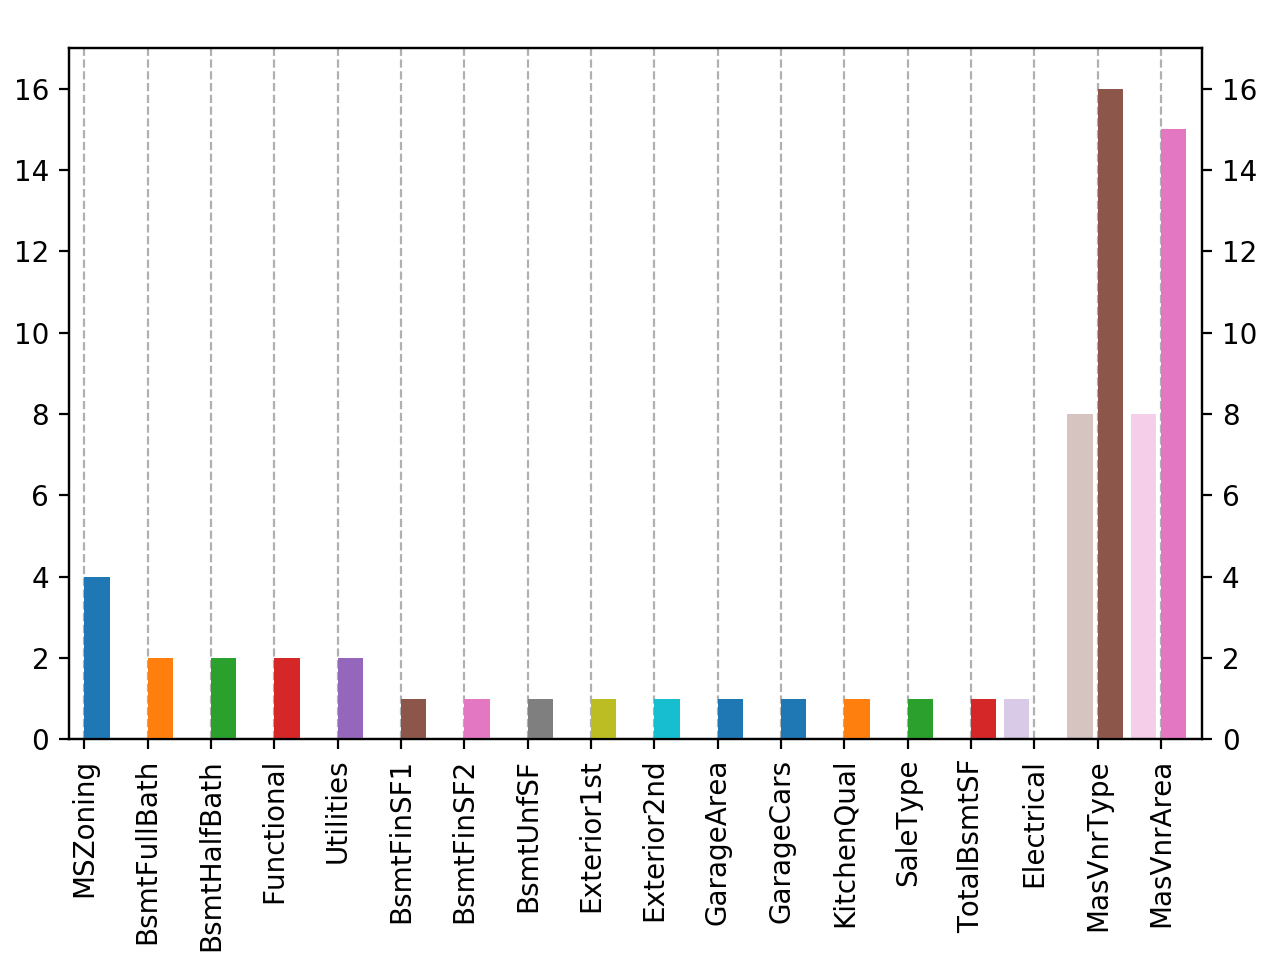 16 16
14 14
12 12
10 10
8 8
6 6
4 4
2 2
0 0
MSZoning
BsmtFullBath
BsmtHalfBath
Functional
Utilities
BsmtFinSF1
BsmtFinSF2
BsmtUnfSF
Exterior1st
Exterior2nd
GarageArea
GarageCars
KitchenQual
SaleType
TotalBsmtSF
Electrical
MasVnrType
MasVnrArea